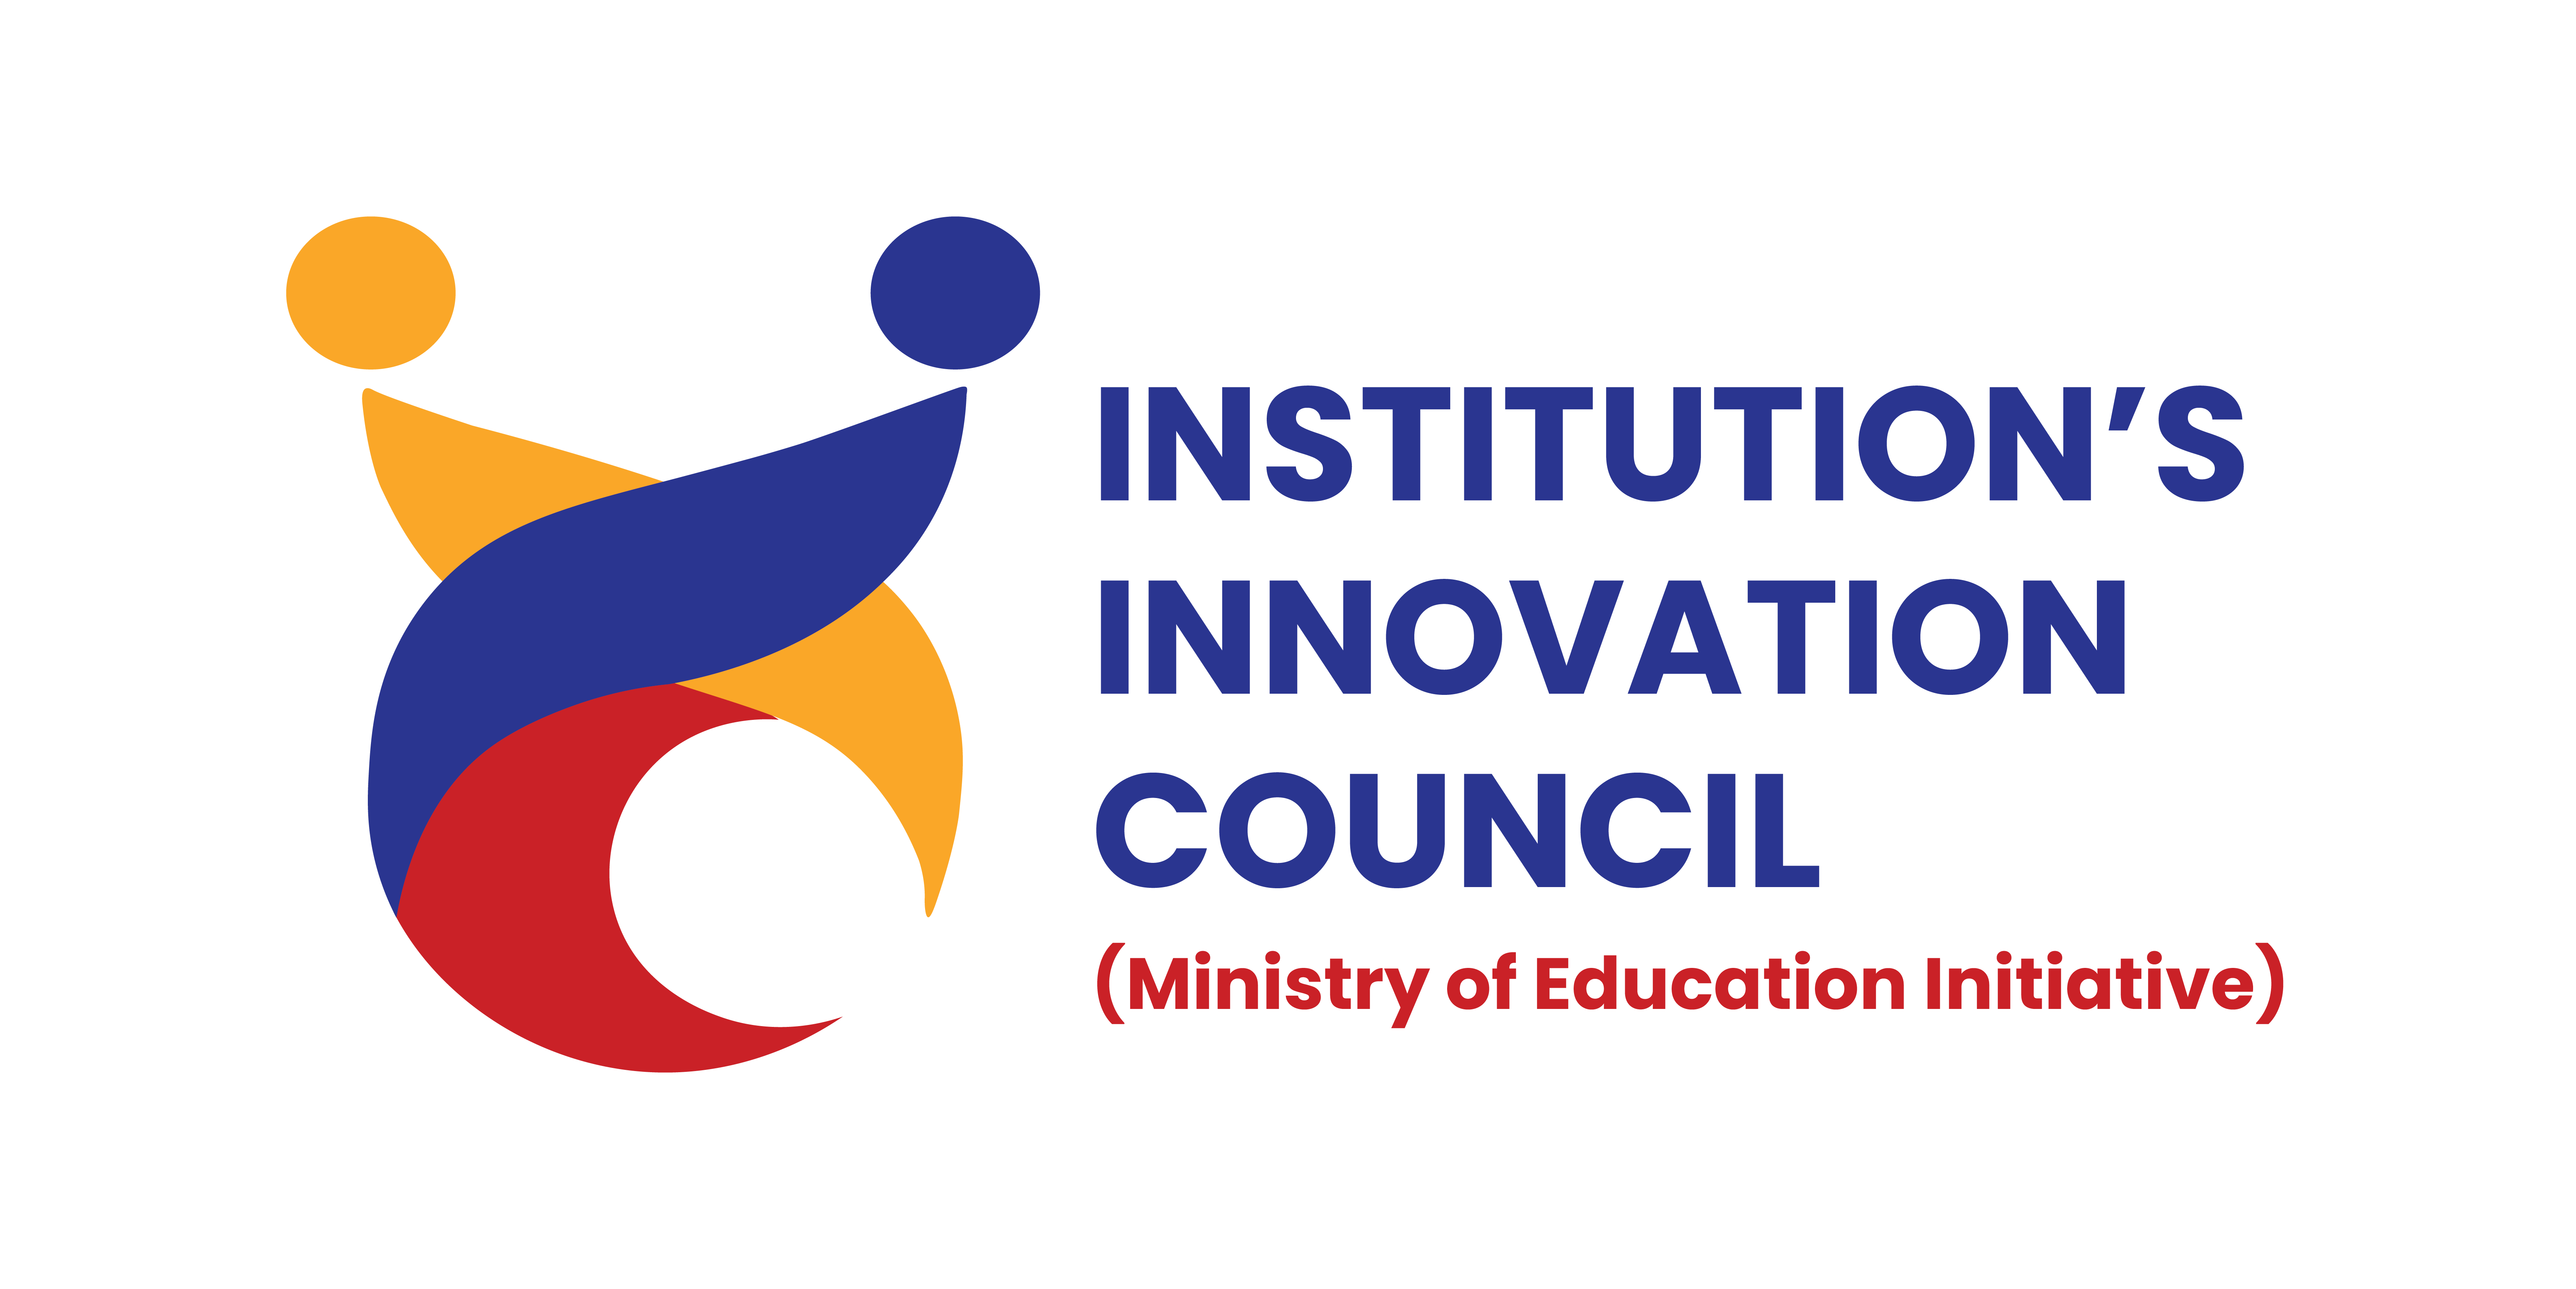 INSTITUTION’S
INNOVATION
COUNCIL
(Ministry of Education Initiative)